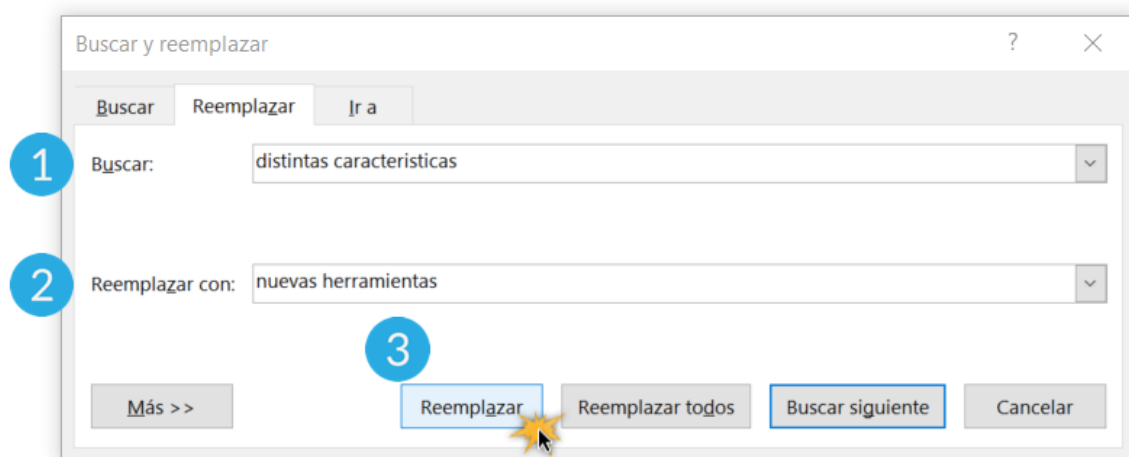 Buscar y reemplazar ?
Buscar Reemplazar Ir a
1 Buscar: distintas caracteristicas
2 Reemplazar con: nuevas herramientas
3
Más >> Reemplazar Reemplazar todos Buscar siguiente Cancelar